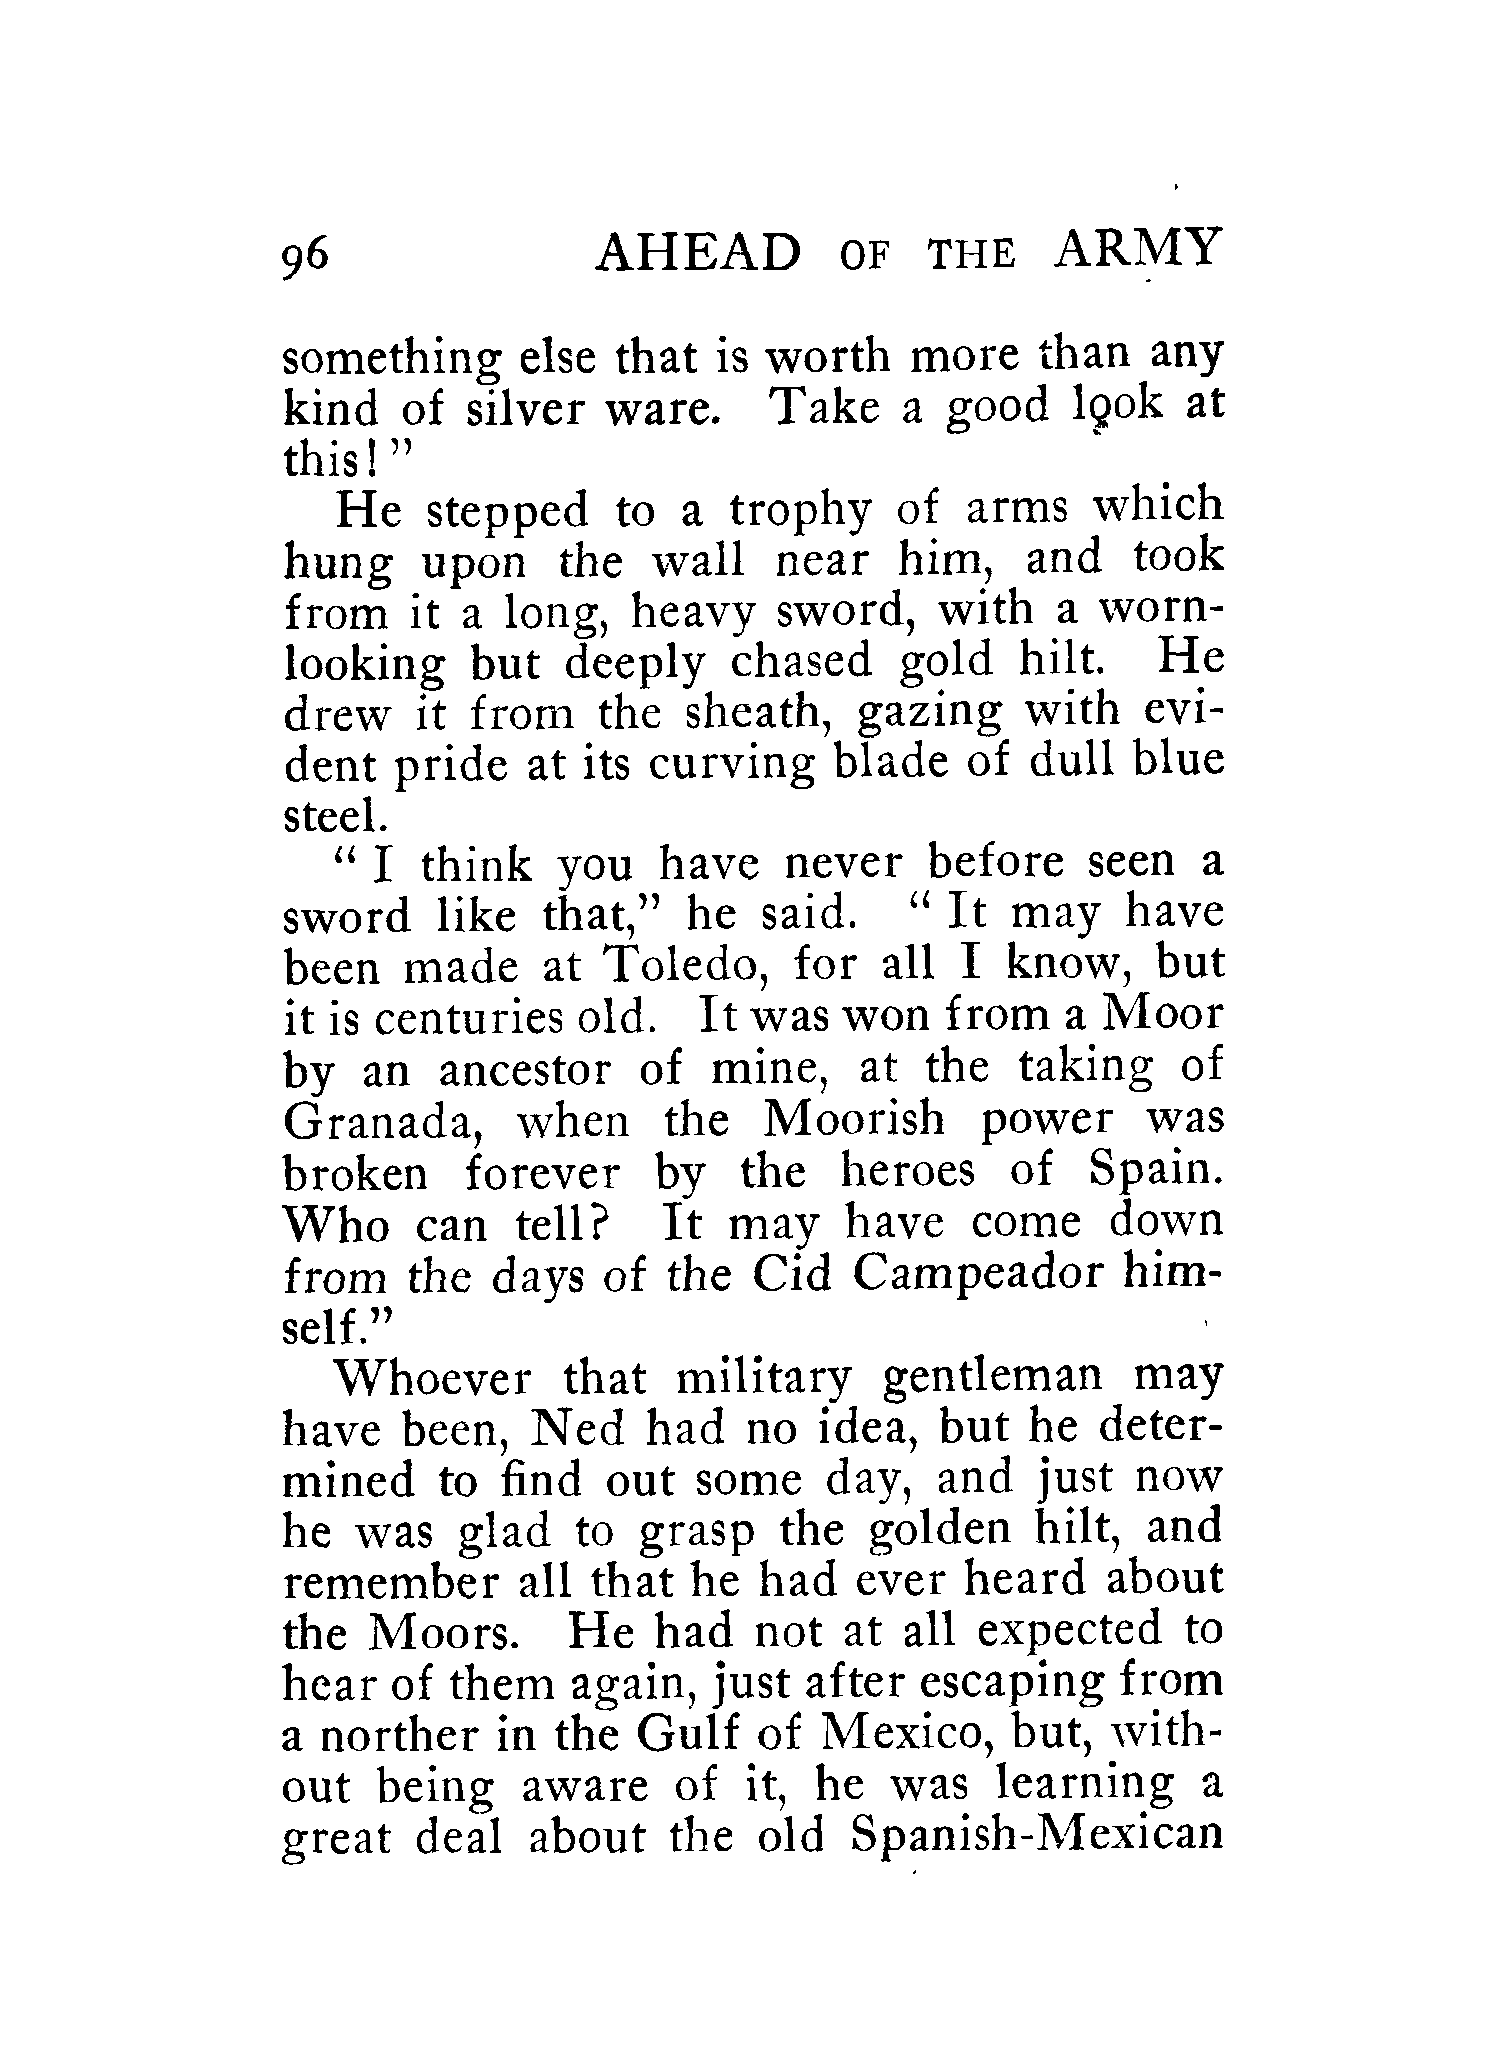 96 AHEAD OF THE ARMY
something else that is worth more than any
kind of silver ware. Take a good look at
this! "
He stepped to a trophy of arms which
hung upon the wall near him, and took
from it a long, heavy sword, with a worn-
looking but deeply chased gold hilt. He
drew it from the sheath, gazing with evi-
dent pride at its curving blade of dull blue
steel.
" I think you have never before seen a
sword like that," he said. " It may have
been made at Toledo, for all I know, but
it is centuries old. It was won from a Moor
by an ancestor of mine, at the taking of
Granada, when the Moorish power was
broken forever by the heroes of Spain.
Who can tell? It may have come down
from the days of the Cid Campeador him-
self."
Whoever that military gentleman may
have been, Ned had no idea, but he deter-
mined to find out some day, and just now
he was glad to grasp the golden hilt, and
remember all that he had ever heard about
the Moors. He had not at all expected to
hear of them again, just after escaping from
a norther in the Gulf of Mexico, but, with-
out being aware of it, he was learning a
great deal about the old Spanish-Mexican